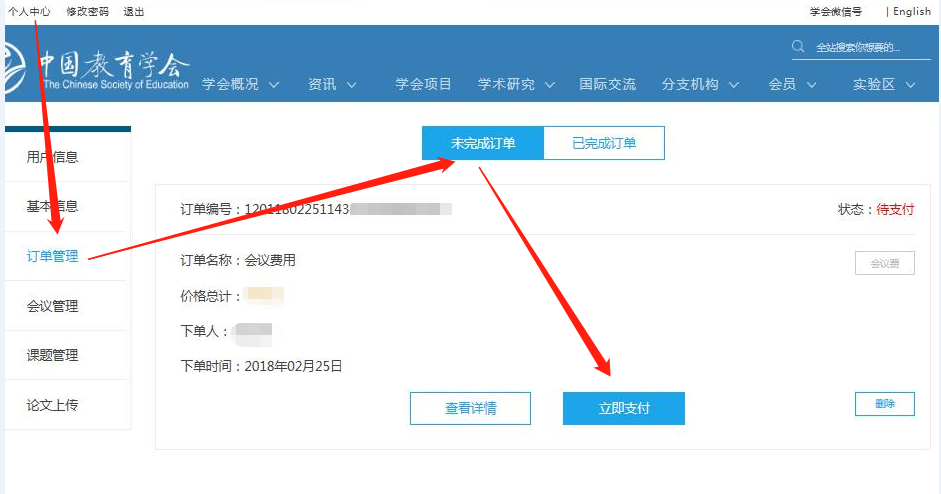 个人中心 修改密码 退出 学会微信号 | English
全站搜索你想要的...
中国教育学会
The Chinese Society of Education
学会概况 资讯 学会项目 学术研究 国际交流 分支机构 会员 实验区
用户信息
基本信息
订单管理
会议管理
课题管理
论文上传
未完成订单 已完成订单
订单编号：12011802251143 状态：待支付
订单名称：会议费用 会议费
价格总计：
下单人：
下单时间：2018年02月25日
查看详情 立即支付 删除